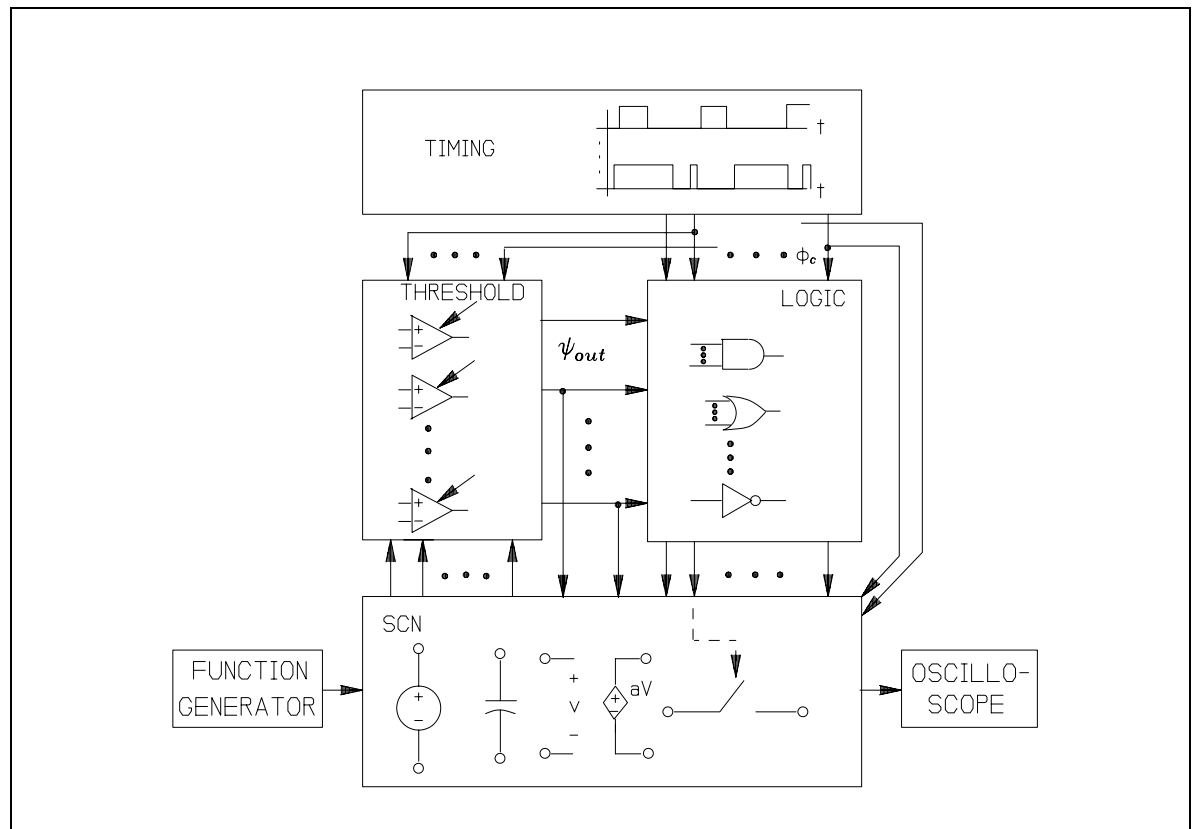 TIMING
t
t
ϕc
THRESHOLD
LOGIC
+
−
ψout
+
−
+
−
SCN
FUNCTION
GENERATOR
+
−
+
V
−
+
−
aV
OSCILLO-
SCOPE